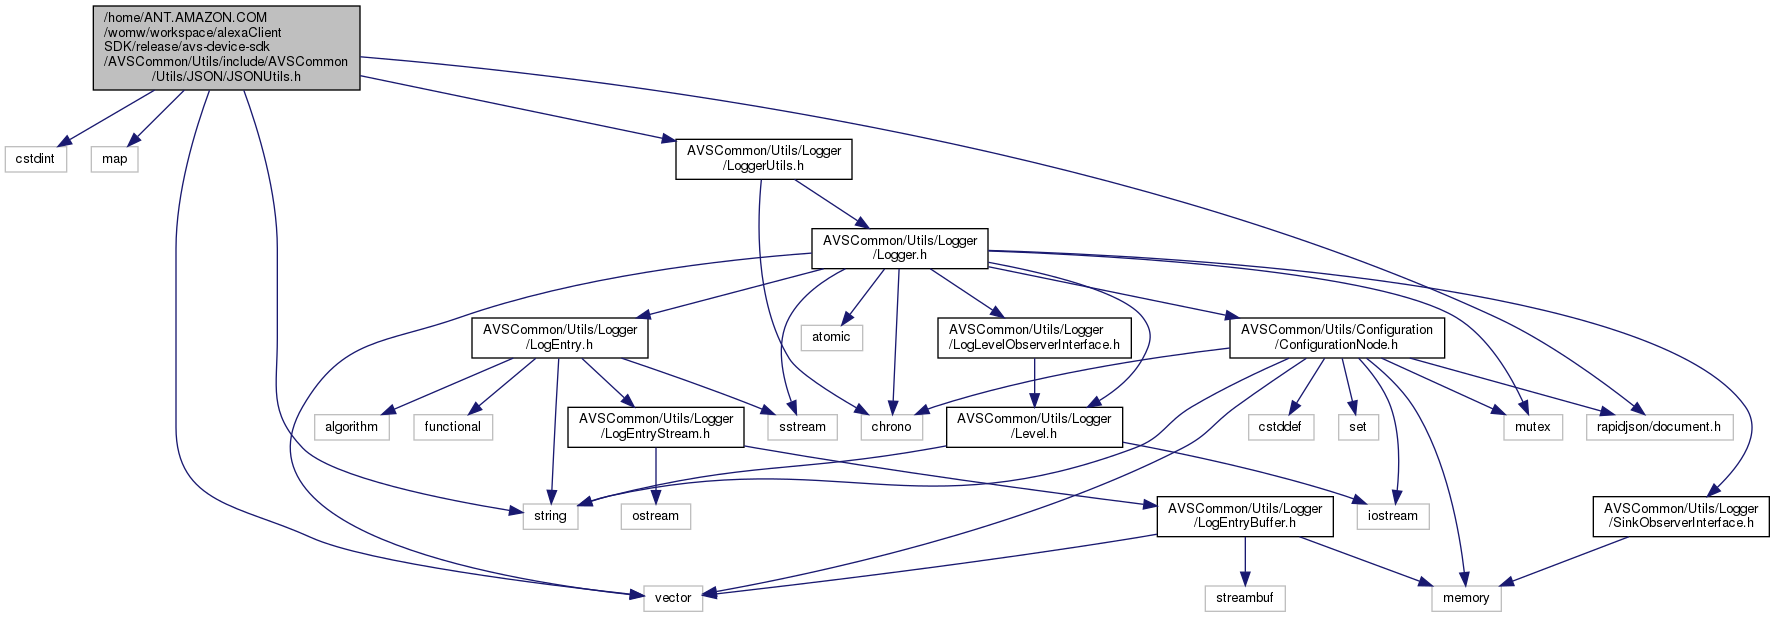 /home/ANT.AMAZON.COM
/womw/workspace/alexaClient
SDK/release/avs-device-sdk
/AVSCommon/Utils/include/AVSCommon
/Utils/JSON/JSONUtils.h
cstdint
map
AVSCommon/Utils/Logger
/LoggerUtils.h
AVSCommon/Utils/Logger
/Logger.h
AVSCommon/Utils/Logger
/LogEntry.h
atomic
AVSCommon/Utils/Logger
/LogLevelObserverInterface.h
AVSCommon/Utils/Configuration
/ConfigurationNode.h
algorithm
functional
AVSCommon/Utils/Logger
/LogEntryStream.h
sstream
chrono
AVSCommon/Utils/Logger
/Level.h
cstddef
set
mutex
rapidjson/document.h
string
ostream
AVSCommon/Utils/Logger
/LogEntryBuffer.h
iostream
AVSCommon/Utils/Logger
/SinkObserverInterface.h
vector
streambuf
memory